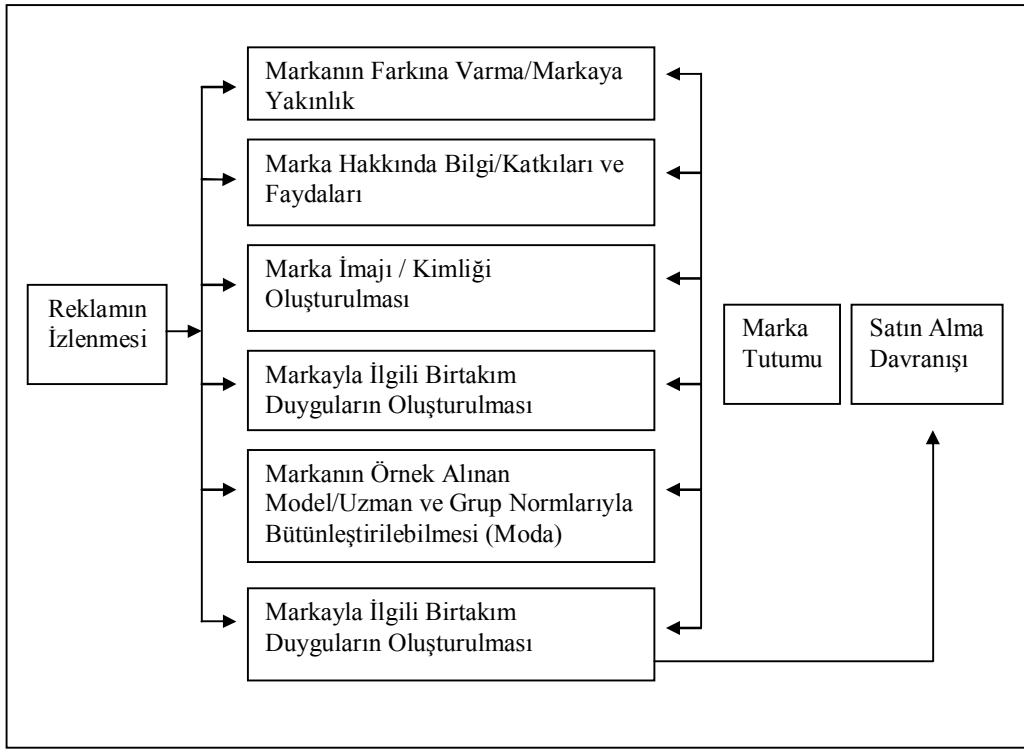 Markanın Farkına Varma/Markaya
Yakınlık
Marka Hakkında Bilgi/Katkıları ve
Faydaları
Marka İmajı / Kimliği
Oluşturulması
Reklamın
İzlenmesi
Marka
Tutumu
Satın Alma
Davranışı
Markayla İlgili Birtakım
Duyguların Oluşturulması
Markanın Örnek Alınan
Model/Uzman ve Grup Normlarıyla
Bütünleştirilebilmesi (Moda)
Markayla İlgili Birtakım
Duyguların Oluşturulması